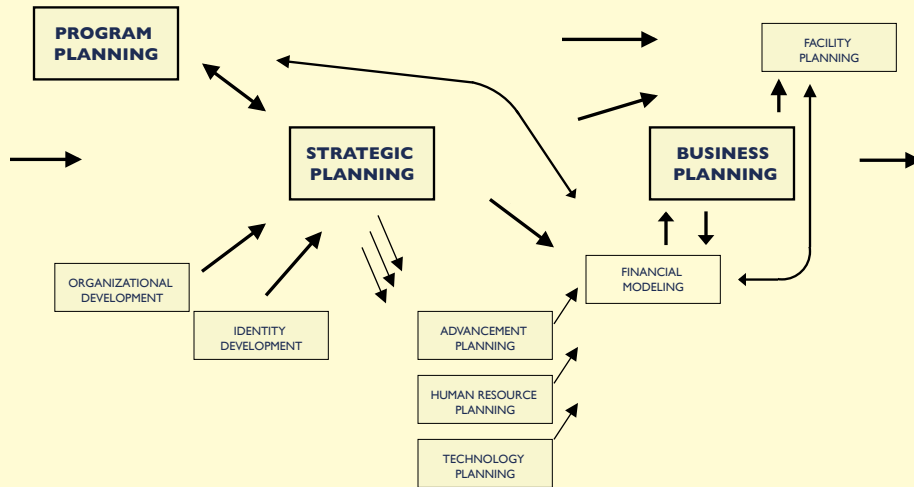 PROGRAM
PLANNING
FACILITY
PLANNING
STRATEGIC
PLANNING
BUSINESS
PLANNING
ORGANIZATIONAL
DEVELOPMENT
FINANCIAL
MODELING
IDENTITY
DEVELOPMENT
ADVANCEMENT
PLANNING
HUMAN RESOURCE
PLANNING
TECHNOLOGY
PLANNING